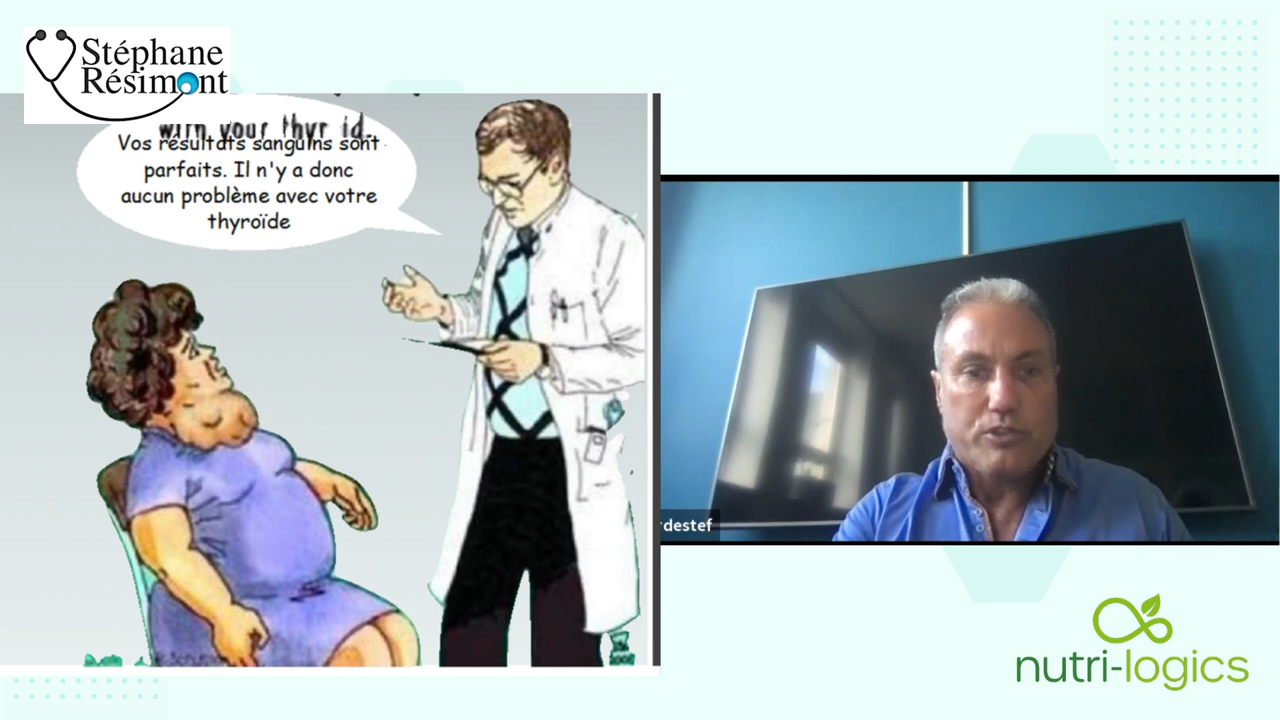 Stéphane
Résimont
with your thyr id.
Vos résultats sanguins sont
parfaits. Il n'y a donc
aucun problème avec votre
thyroïde
rdestef
nutri-logics